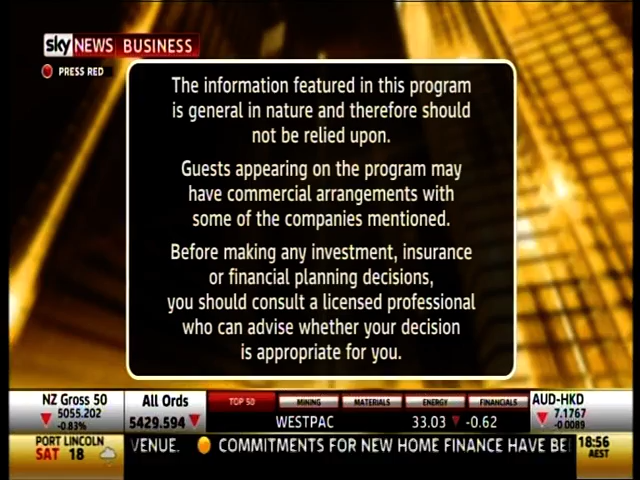 sky NEWS BUSINESS
PRESS RED
The information featured in this program
is general in nature and therefore should
not be relied upon.
Guests appearing on the program may
have commercial arrangements with
some of the companies mentioned.
Before making any investment, insurance
or financial planning decisions,
you should consult a licensed professional
who can advise whether your decision
is appropriate for you.
NZ Gross 50
5055.202
-0.83%
All Ords
5429.594
TOP 50 MINING MATERIALS ENERGY FINANCIALS
WESTPAC 33.03 -0.62
AUD-HKD
7.1767
-0.0089
PORT LINCOLN
SAT 18
VENUE. COMMITMENTS FOR NEW HOME FINANCE HAVE BE
18:56
AEST